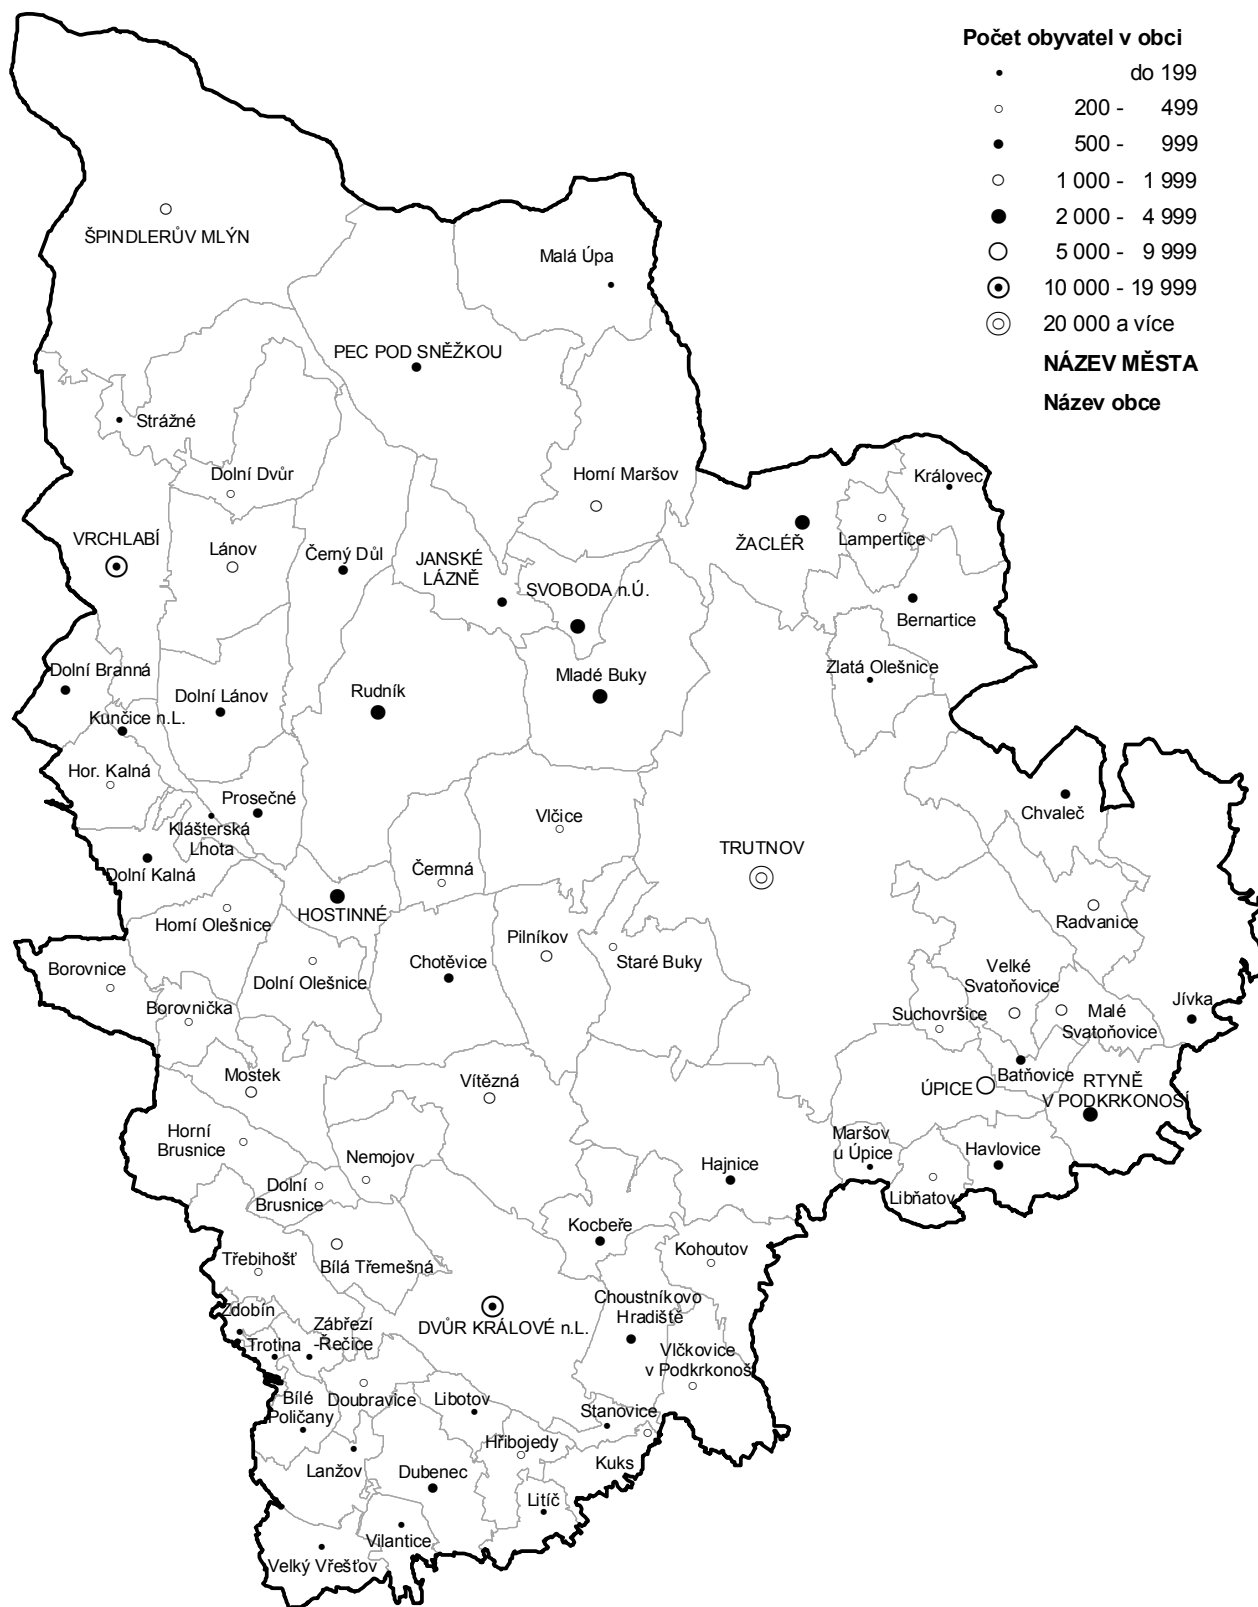 Počet obyvatel v obci
do 199
200 - 499
500 - 999
1 000 - 1 999
2 000 - 4 999
5 000 - 9 999
10 000 - 19 999
20 000 a více
NÁZEV MĚSTA
Název obce
ŠPINDLERŮV MLÝN
Malá Úpa
PEC POD SNĚŽKOU
Strážné
Dolní Dvůr
Horní Maršov
Královec
VRCHLABÍ
Lánov
Černý Důl
JANSKÉ
LÁZNĚ
SVOBODA n.Ú.
ŽACLÉŘ
Lampertice
Bernartice
Dolní Branná
Dolní Lánov
Rudník
Mladé Buky
Zlatá Olešnice
Kunčice n.L.
Hor. Kalná
Prosečné
Klášterská
Lhota
Dolní Kalná
Vlčice
Čermná
Chvaleč
TRUTNOV
HOSTINNÉ
Horní Olešnice
Radvanice
Borovnice
Dolní Olešnice
Chotěvice
Pilníkov
Staré Buky
Velké
Svatoňovice
Borovnička
Suchovršice
Malé
Svatoňovice
Jívka
Mostek
Vítězná
ÚPICE
Batňovice
RTYNĚ
V PODKRKONOŠÍ
Horní
Brusnice
Nemojov
Hajnice
Maršov
u Úpice
Havlovice
Libňatov
Dolní
Brusnice
Kocbeře
Kohoutov
Třebihošť
Bílá Třemešná
Choustníkovo
Hradiště
Zdobín
Trotina
Zábřezí
-Řečice
DVŮR KRÁLOVÉ n.L.
Vlčkovice
v Podkrkonoší
Bílé
Poličany
Doubravice
Libotov
Stanovice
Hřibojedy
Kuks
Lanžov
Dubenec
Litíč
Vilantice
Velký Vřešťov